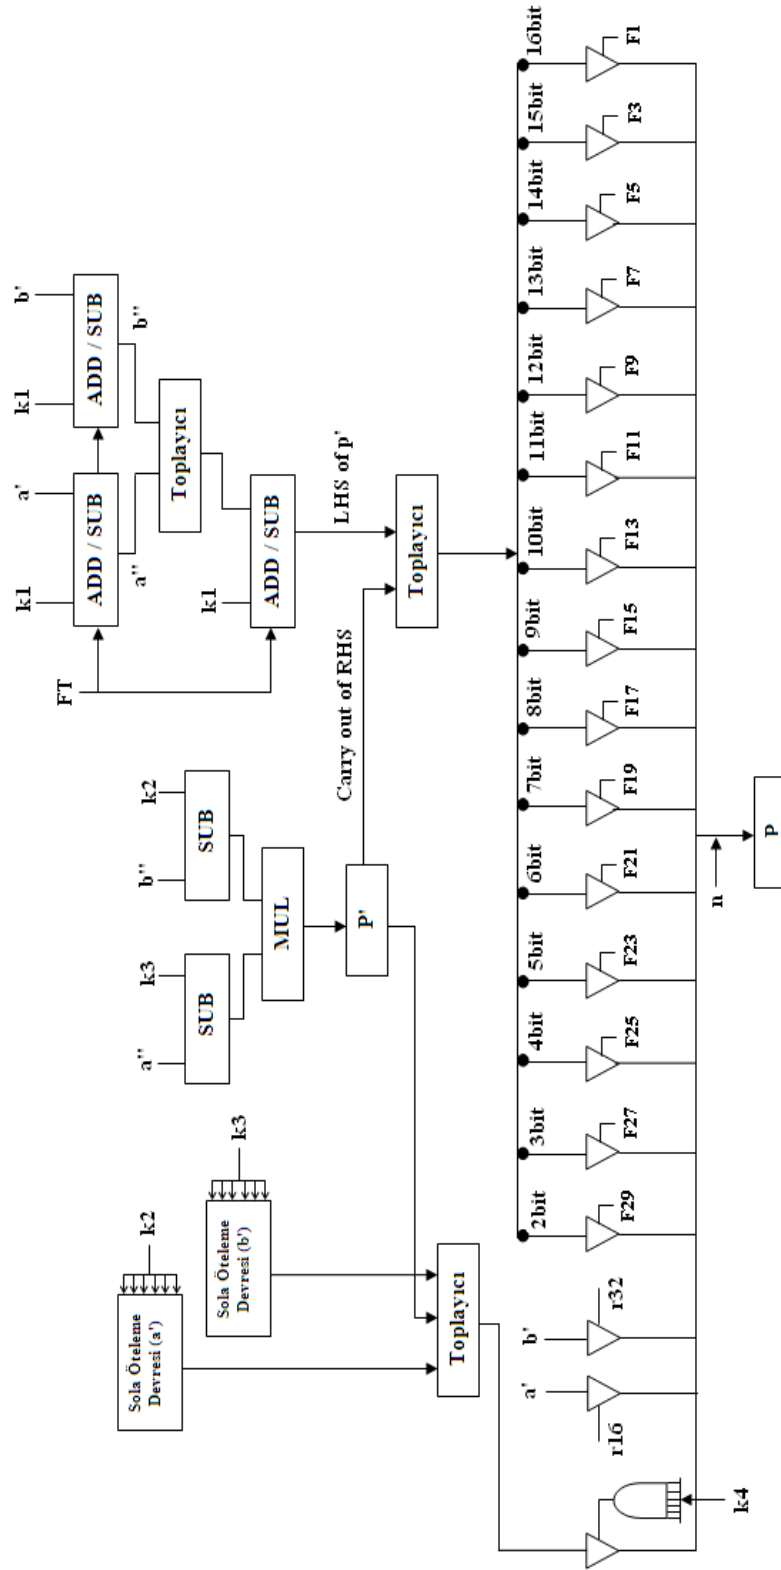 k2
Sola Öteleme
Devresi (a')
k3
Sola Öteleme
Devresi (b')
Toplayıcı
a''
k3
SUB
b''
k2
SUB
MUL
P'
Carry out of RHS
FT
k1
a'
ADD / SUB
k1
b'
ADD / SUB
a''
b''
Toplayıcı
k1
ADD / SUB
LHS of p'
Toplayıcı
k4
r16
a'
b'
r32
2bit
3bit
4bit
5bit
6bit
7bit
8bit
9bit
10bit
11bit
12bit
13bit
14bit
15bit
16bit
F29
F27
F25
F23
F21
F19
F17
F15
F13
F11
F9
F7
F5
F3
F1
n
P